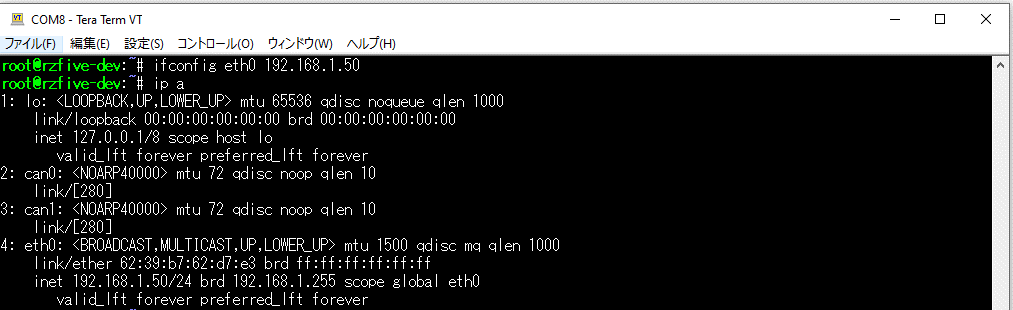 COM8 - Tera Term VT
ファイル(F) 編集(E) 設定(S) コントロール(O) ウィンドウ(W) ヘルプ(H)
root@rzfive-dev:~# ifconfig eth0 192.168.1.50
root@rzfive-dev:~# ip a
1: lo: <LOOPBACK,UP,LOWER_UP> mtu 65536 qdisc noqueue qlen 1000
    link/loopback 00:00:00:00:00:00 brd 00:00:00:00:00:00
    inet 127.0.0.1/8 scope host lo
       valid_lft forever preferred_lft forever
2: can0: <NOARP40000> mtu 72 qdisc noop qlen 10
    link/[280]
3: can1: <NOARP40000> mtu 72 qdisc noop qlen 10
    link/[280]
4: eth0: <BROADCAST,MULTICAST,UP,LOWER_UP> mtu 1500 qdisc mq qlen 1000
    link/ether 62:39:b7:62:d7:e3 brd ff:ff:ff:ff:ff:ff
    inet 192.168.1.50/24 brd 192.168.1.255 scope global eth0
       valid_lft forever preferred_lft forever